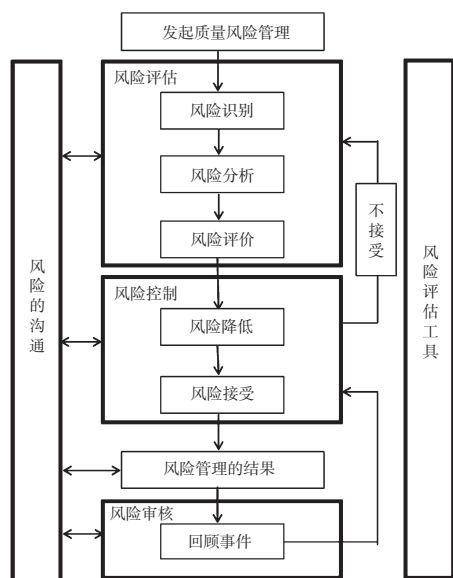 发起质量风险管理
风险评估
风险识别
风险分析
风险评价
不接受
风险的沟通
风险评估工具
风险控制
风险降低
风险接受
风险管理的结果
风险审核
回顾事件